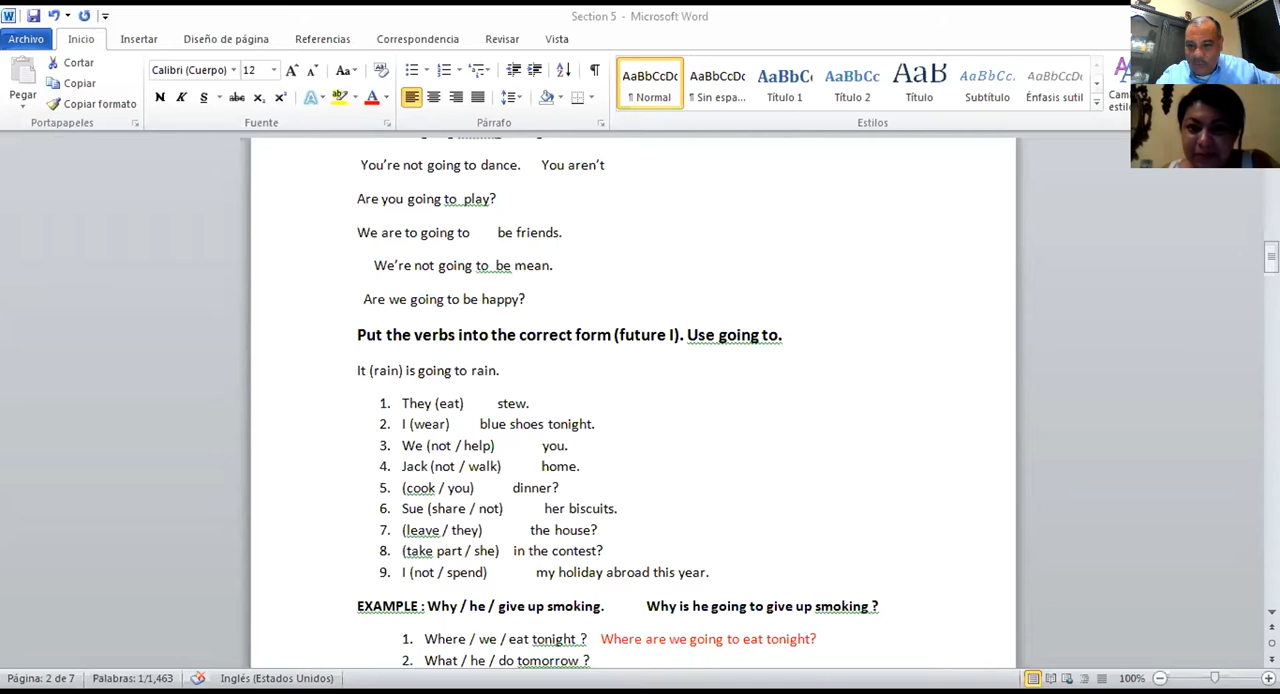 Section 5 - Microsoft Word
Archivo Inicio Insertar Diseño de página Referencias Correspondencia Revisar Vista
Pegar
Cortar
Copiar
Copiar formato
Portapapeles
Calibri (Cuerpo) 12
Fuente
Párrafo
AaBbCcDc AaBbCcDc AaBbC AaBbCc AaB AaBbCc. AaBbCcDc
¶ Normal ¶ Sin espa... Título 1 Título 2 Título Subtítulo Énfasis sutil
Estilos
You're not going to dance. You aren't
Are you going to play?
We are to going to be friends.
We're not going to be mean.
Are we going to be happy?
Put the verbs into the correct form (future I). Use going to.
It (rain) is going to rain.
1. They (eat) stew.
2. I (wear) blue shoes tonight.
3. We (not / help) you.
4. Jack (not / walk) home.
5. (cook / you) dinner?
6. Sue (share / not) her biscuits.
7. (leave / they) the house?
8. (take part / she) in the contest?
9. I (not / spend) my holiday abroad this year.
EXAMPLE : Why / he / give up smoking. Why is he going to give up smoking ?
1. Where / we / eat tonight ? Where are we going to eat tonight?
2. What / he / do tomorrow ?
Página: 2 de 7 Palabras: 1/1,463 Inglés (Estados Unidos) 100%